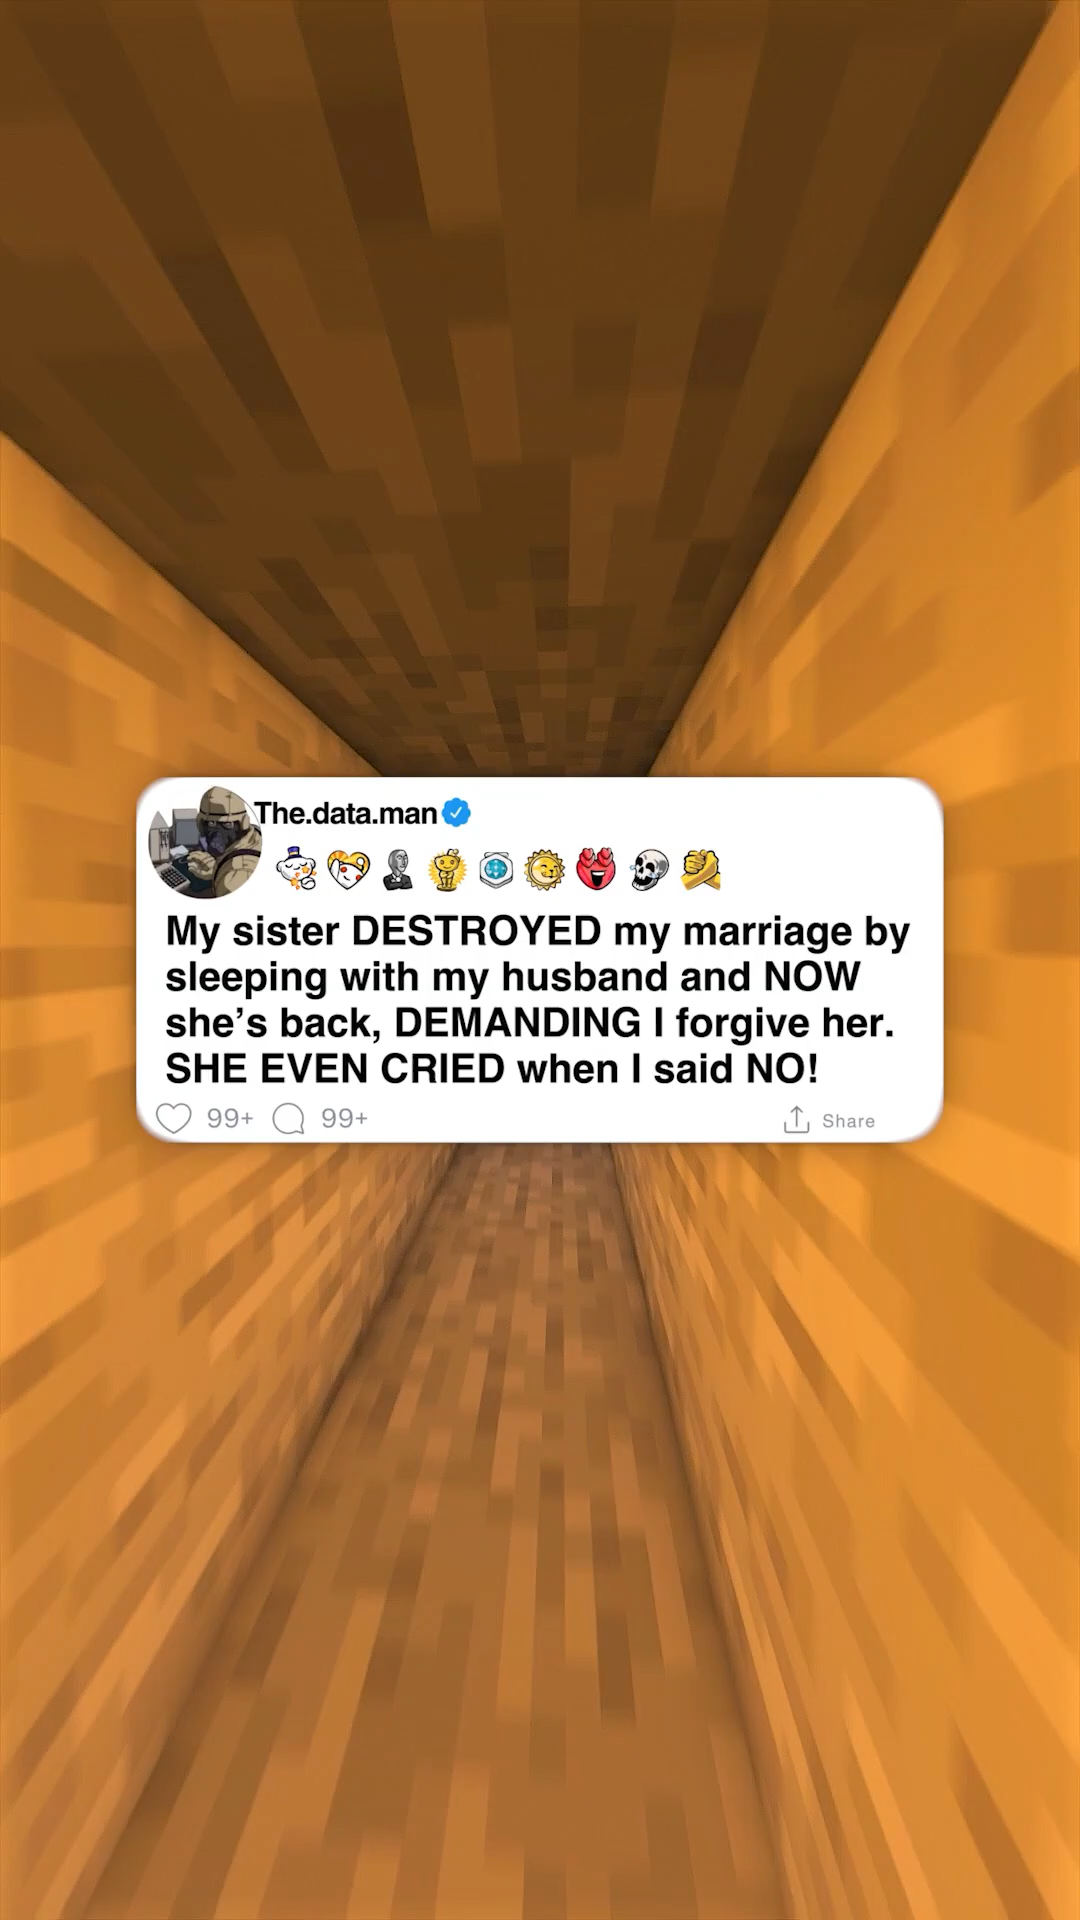 The.data.man
My sister DESTROYED my marriage by
sleeping with my husband and NOW
she’s back, DEMANDING I forgive her.
SHE EVEN CRIED when I said NO!
99+ 99+ Share